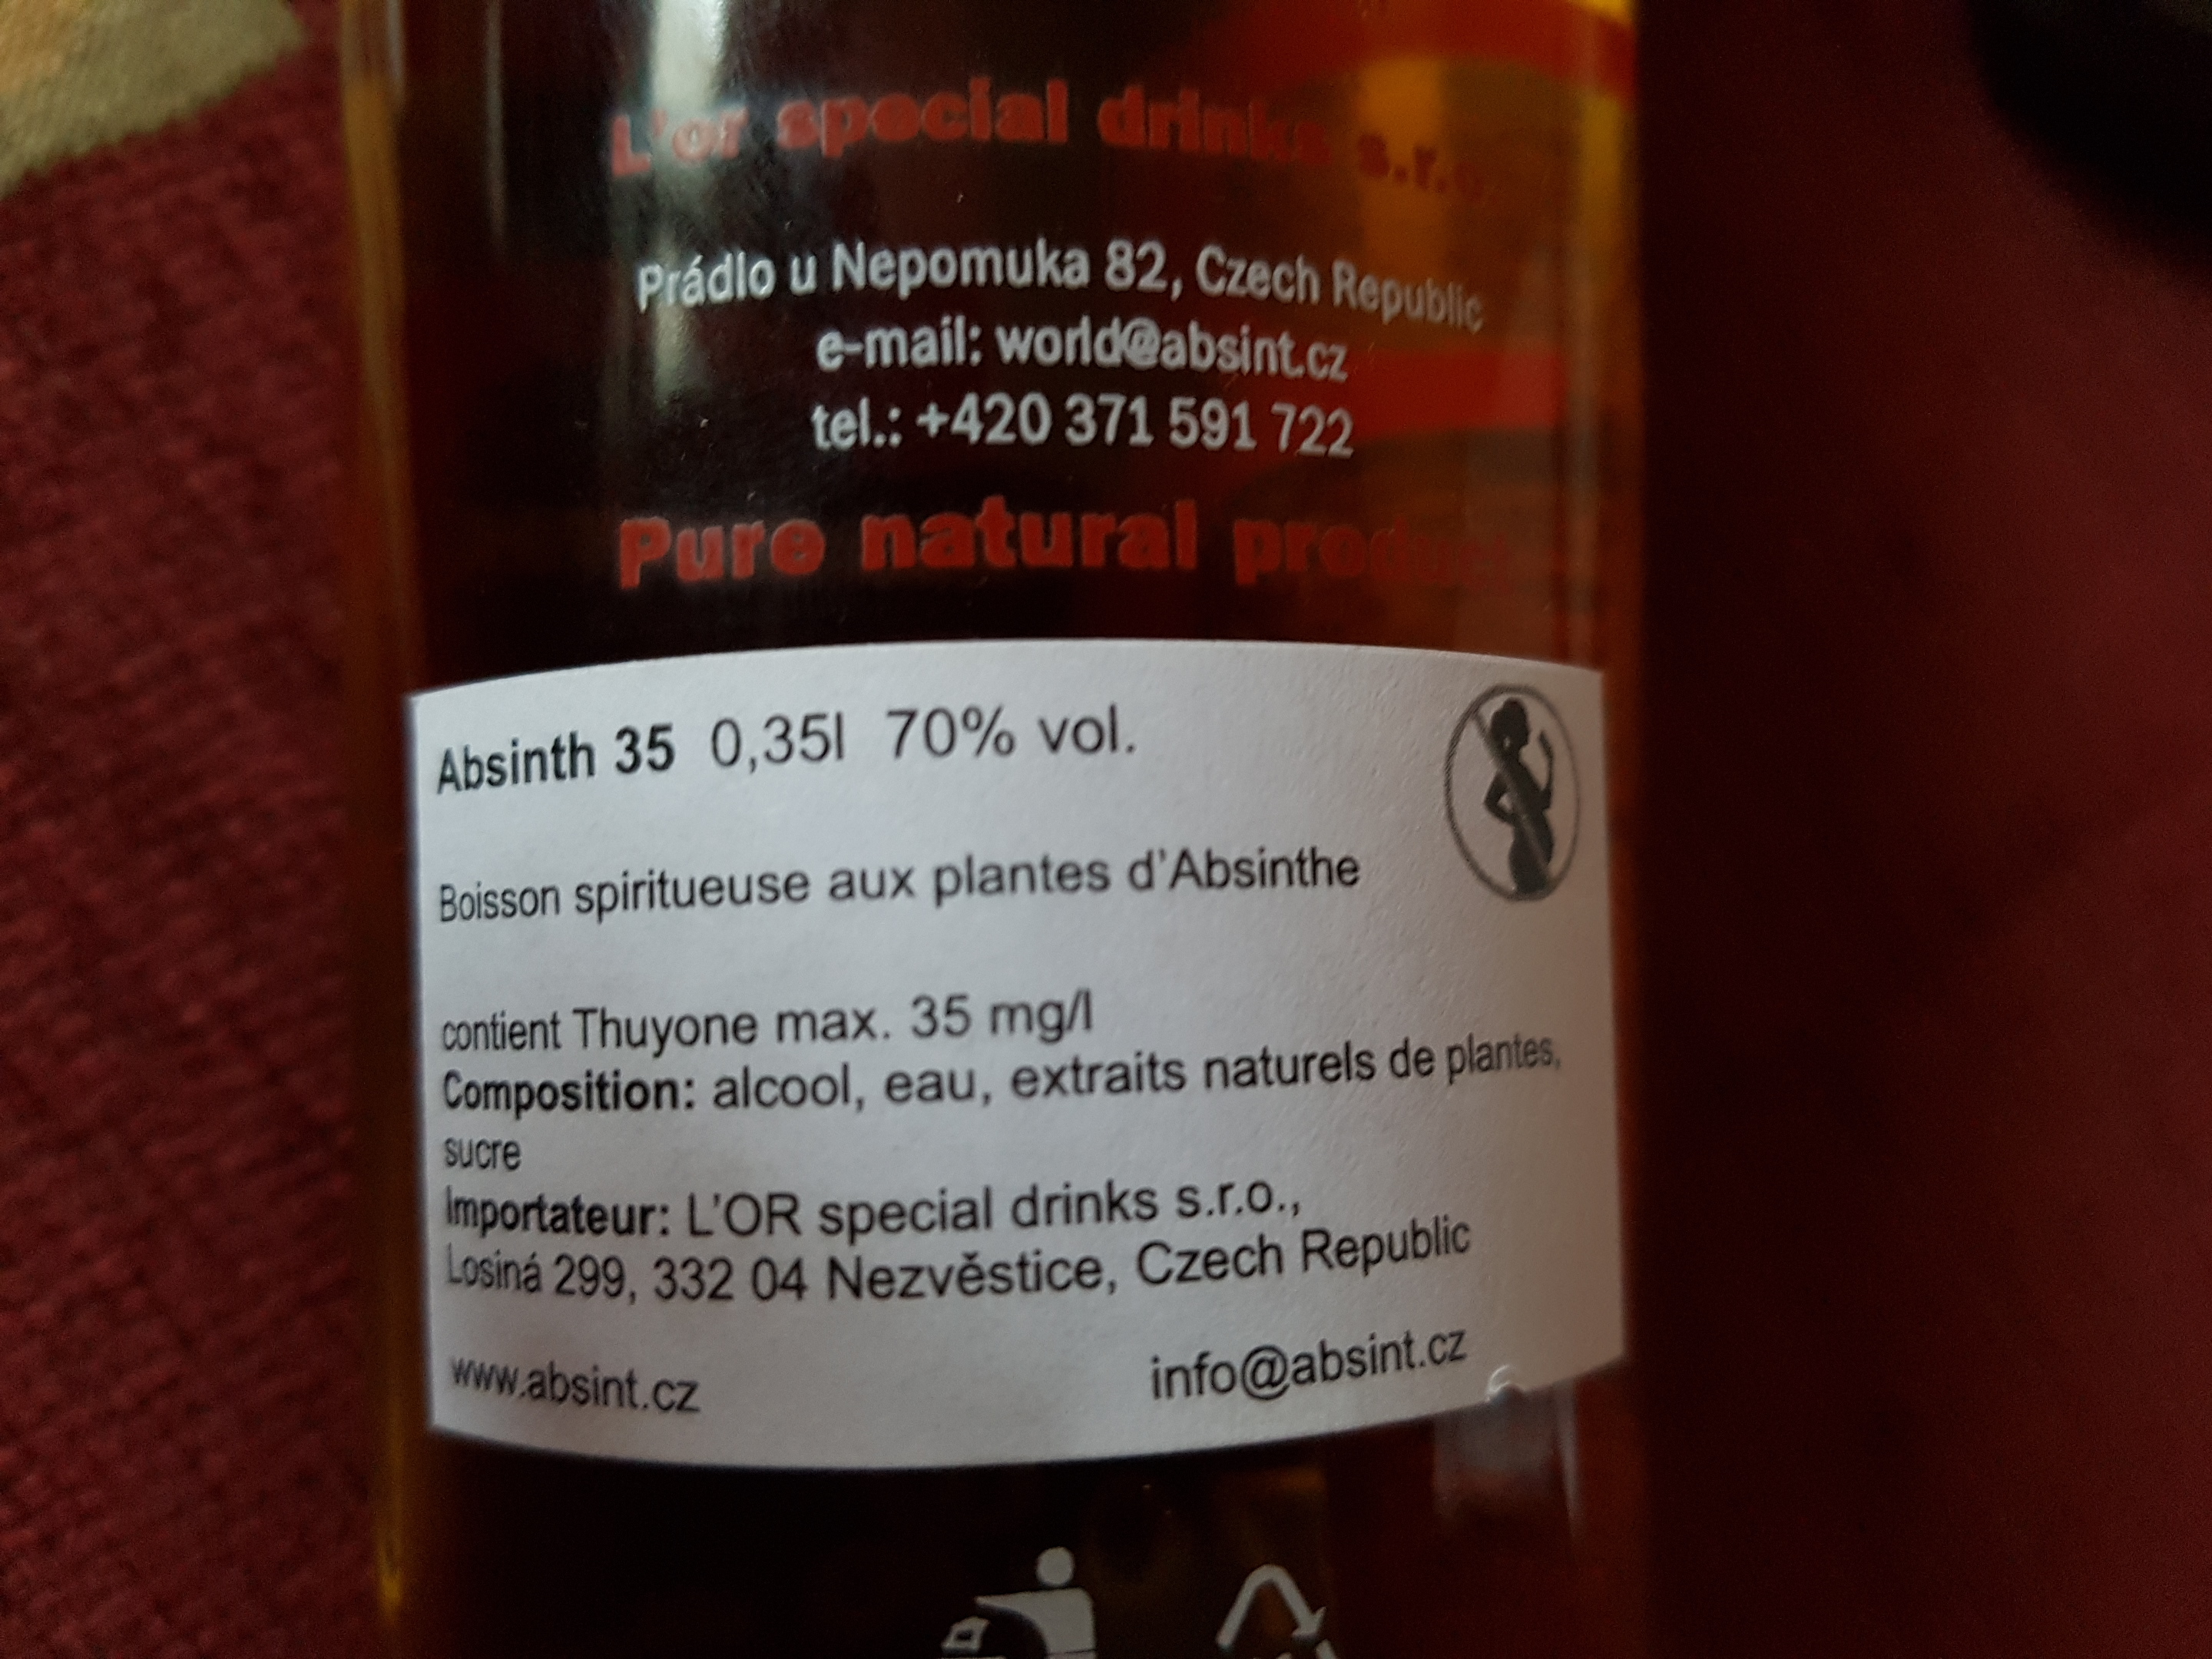 L'or special drinks s.r.o.
Prádlo u Nepomuka 82, Czech Republic
e-mail: world@absint.cz
tel.: +420 371 591 722
Pure natural product
Absinth 35 0,35l 70% vol.
Boisson spiritueuse aux plantes d'Absinthe
contient Thuyone max. 35 mg/l
Composition: alcool, eau, extraits naturels de plantes,
sucre
Importateur: L'OR special drinks s.r.o.,
Losiná 299, 332 04 Nezvěstice, Czech Republic
www.absint.cz info@absint.cz